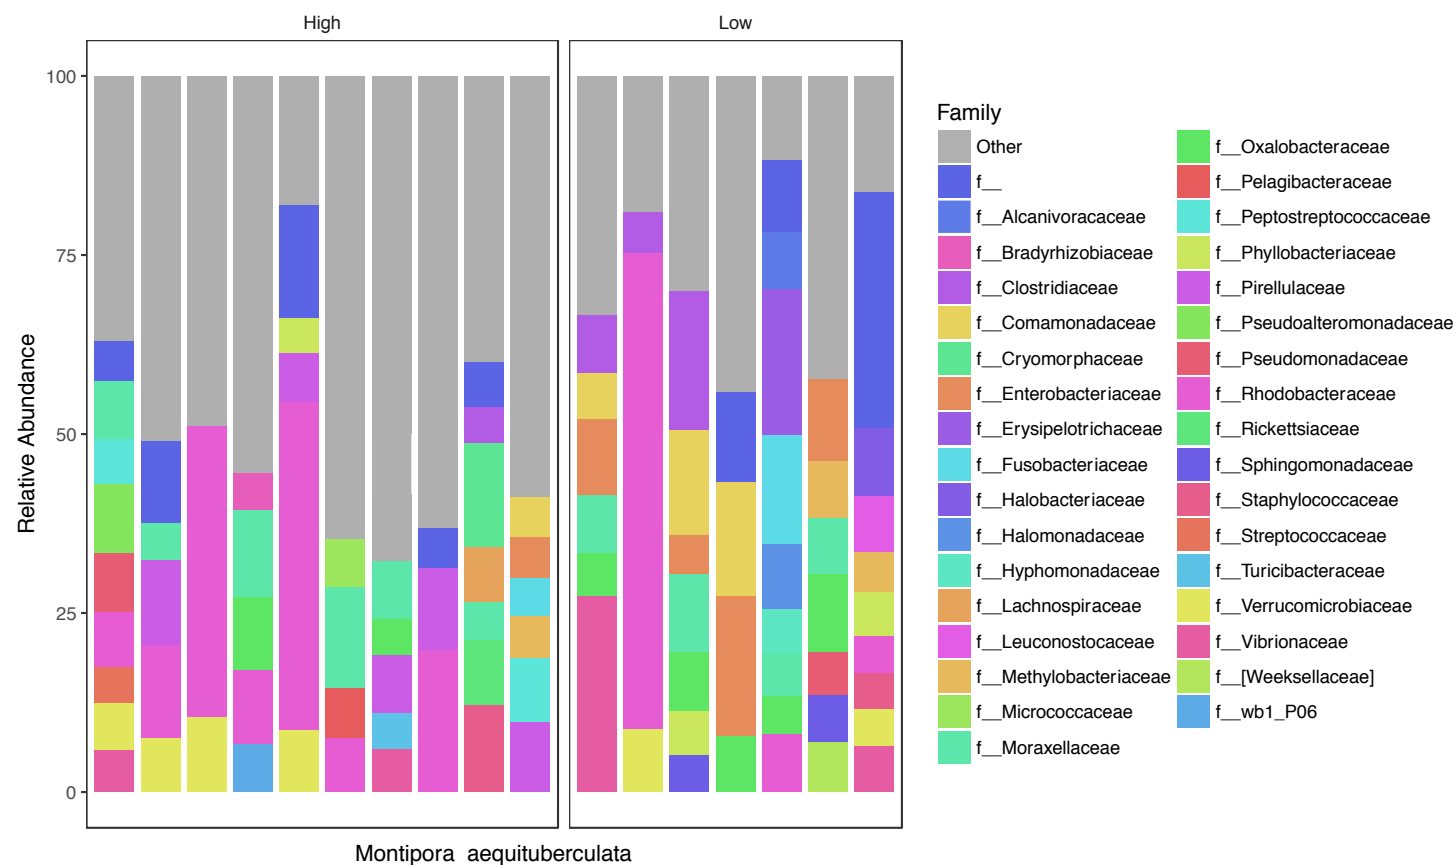 High
Low
100
75
50
25
0
Relative Abundance
Montipora aequituberculata
Family
Other
f__
f__Alcanivoracaceae
f__Bradyrhizobiaceae
f__Clostridiaceae
f__Comamonadaceae
f__Cryomorphaceae
f__Enterobacteriaceae
f__Erysipelotrichaceae
f__Fusobacteriaceae
f__Halobacteriaceae
f__Halomonadaceae
f__Hyphomonadaceae
f__Lachnospiraceae
f__Leuconostocaceae
f__Methylobacteriaceae
f__Micrococcaceae
f__Moraxellaceae
f__Oxalobacteraceae
f__Pelagibacteraceae
f__Peptostreptococcaceae
f__Phyllobacteriaceae
f__Pirellulaceae
f__Pseudoalteromonadaceae
f__Pseudomonadaceae
f__Rhodobacteraceae
f__Rickettsiaceae
f__Sphingomonadaceae
f__Staphylococcaceae
f__Streptococcaceae
f__Turicibacteraceae
f__Verrucomicrobiaceae
f__Vibrionaceae
f__[Weeksellaceae]
f__wb1_P06